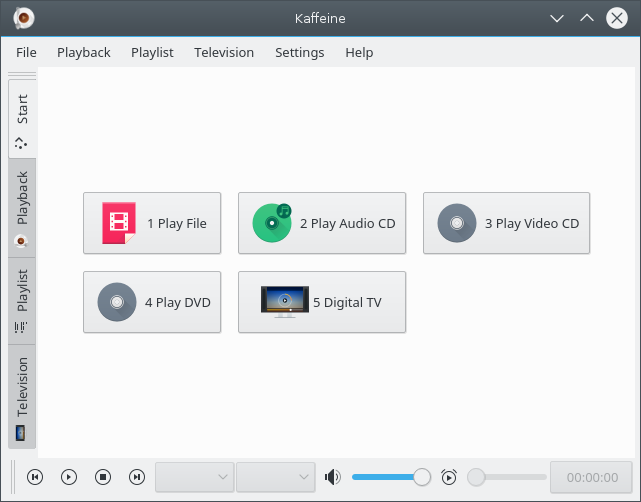 Kaffeine
File Playback Playlist Television Settings Help
Start
Playback
Playlist
Television
1 Play File
2 Play Audio CD
3 Play Video CD
4 Play DVD
5 Digital TV
00:00:00